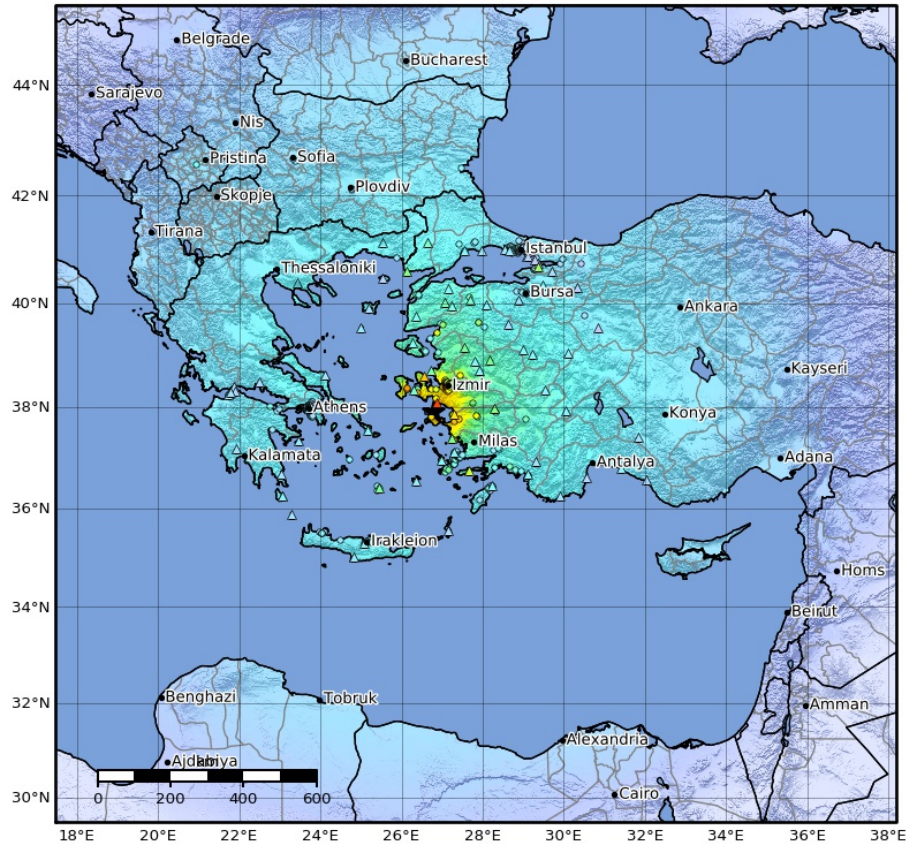 Belgrade
Bucharest
44°N
Sarajevo
Nis
Pristina
Sofia
42°N
Skopje
Plovdiv
Tirana
Istanbul
Thessaloniki
40°N
Bursa
Ankara
Izmir
Kayseri
38°N
Athens
Konya
Milas
Kalamata
Antalya
Adana
36°N
Irakleion
Homs
34°N
Beirut
32°N
Benghazi
Tobruk
Amman
Alexandria
Ajdabiya
km
30°N
0 200 400 600
Cairo
18°E 20°E 22°E 24°E 26°E 28°E 30°E 32°E 34°E 36°E 38°E